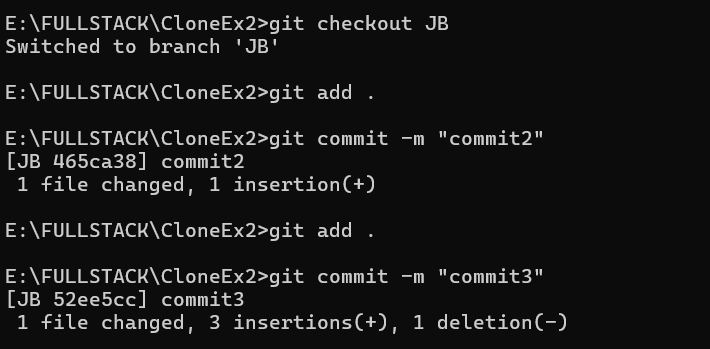 E:\FULLSTACK\CloneEx2>git checkout JB
Switched to branch 'JB'
E:\FULLSTACK\CloneEx2>git add .
E:\FULLSTACK\CloneEx2>git commit -m "commit2"
[JB 465ca38] commit2
 1 file changed, 1 insertion(+)
E:\FULLSTACK\CloneEx2>git add .
E:\FULLSTACK\CloneEx2>git commit -m "commit3"
[JB 52ee5cc] commit3
 1 file changed, 3 insertions(+), 1 deletion(-)